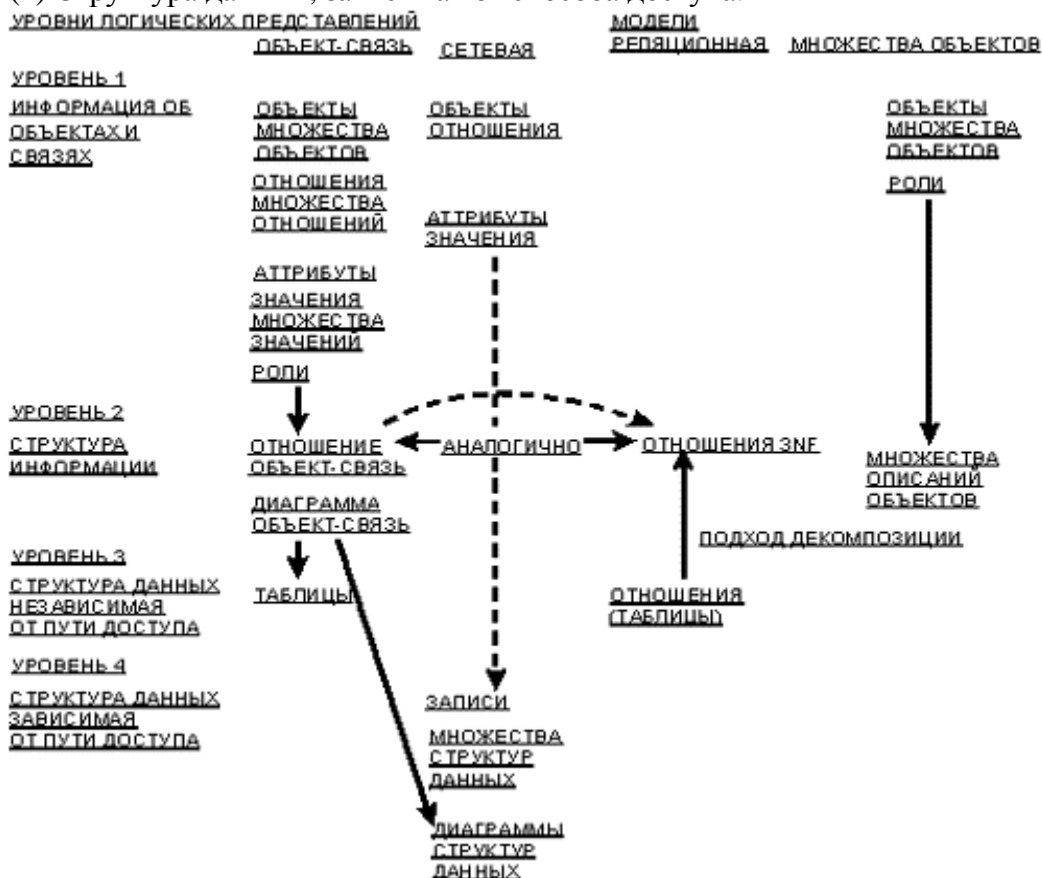 УРОВНИ ЛОГИЧЕСКИХ ПРЕДСТАВЛЕНИЙ
МОДЕЛИ
ОБЪЕКТ-СВЯЗЬ
СЕТЕВАЯ
РЕПЯЦИОННАЯ
МНОЖЕСТВА ОБЪЕКТОВ
УРОВЕНЬ 1
ИНФОРМАЦИЯ ОБ
ОБЪЕКТАХ И
СВЯЗЯХ
ОБЪЕКТЫ
МНОЖЕСТВА
ОБЪЕКТОВ
ОТНОШЕНИЯ
МНОЖЕСТВА
ОТНОШЕНИЙ
АТТРИБУТЫ
ЗНАЧЕНИЯ
МНОЖЕСТВА
ЗНАЧЕНИЙ
РОЛИ
ОБЪЕКТЫ
ОТНОШЕНИЯ
АТТРИБУТЫ
ЗНАЧЕНИЯ
ОБЪЕКТЫ
МНОЖЕСТВА
ОБЪЕКТОВ
РОЛИ
УРОВЕНЬ 2
СТРУКТУРА
ИНФОРМАЦИИ
ОТНОШЕНИЕ
ОБЪЕКТ-СВЯЗЬ
АНАЛОГИЧНО
ОТНОШЕНИЯ 3NF
МНОЖЕСТВА
ОПИСАНИЙ
ОБЪЕКТОВ
ДИАГРАММА
ОБЪЕКТ-СВЯЗЬ
ПОДХОД ДЕКОМПОЗИЦИИ
УРОВЕНЬ 3
СТРУКТУРА ДАННЫХ
НЕЗАВИСИМАЯ
ОТ ПУТИ ДОСТУПА
ТАБЛИЦЫ
ОТНОШЕНИЯ
(ТАБЛИЦЫ)
УРОВЕНЬ 4
СТРУКТУРА ДАННЫХ
ЗАВИСИМАЯ
ОТ ПУТИ ДОСТУПА
ЗАПИСИ
МНОЖЕСТВА
СТРУКТУР
ДАННЫХ
ДИАГРАММЫ
СТРУКТУР
ДАННЫХ